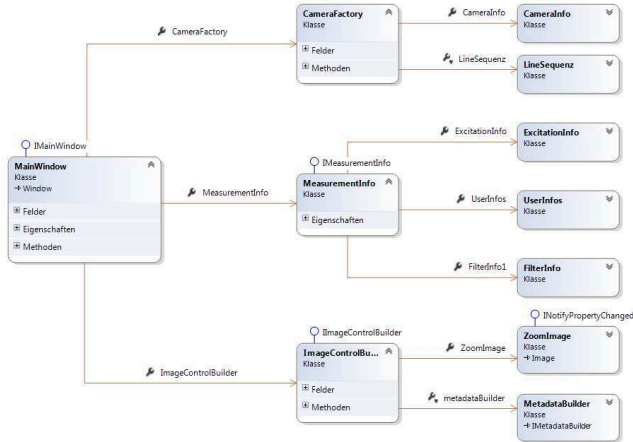 CameraFactory
CameraFactory
Klasse
Felder
Methoden
CameraInfo
CameraInfo
Klasse
LineSequenz
LineSequenz
Klasse
IMainWindow
MainWindow
Klasse
Window
Felder
Eigenschaften
Methoden
MeasurementInfo
IMeasurementInfo
MeasurementInfo
Klasse
Eigenschaften
ExcitationInfo
ExcitationInfo
Klasse
UserInfos
UserInfos
Klasse
FilterInfo1
FilterInfo
Klasse
ImageControlBuilder
IImageControlBuilder
ImageControlBu...
Klasse
Felder
Methoden
INotifyPropertyChanged
ZoomImage
ZoomImage
Klasse
Image
metadataBuilder
MetadataBuilder
Klasse
IMetadataBuilder